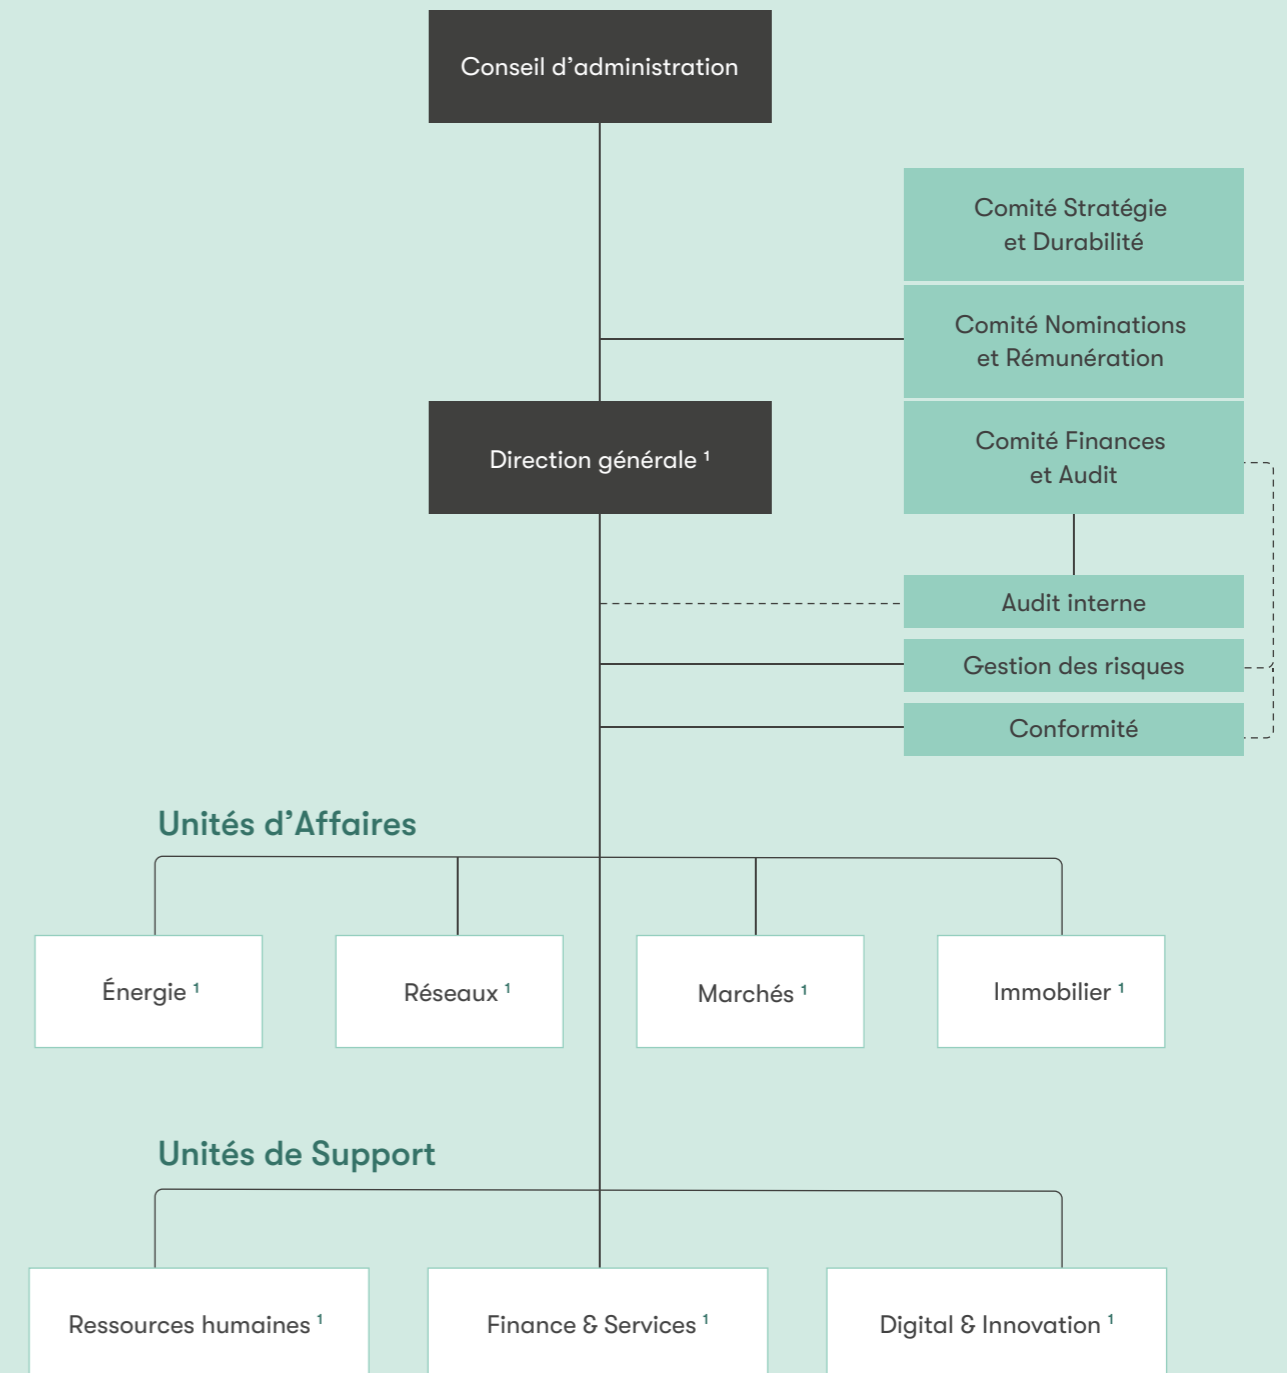 Conseil d’administration
Comité Stratégie
et Durabilité
Comité Nominations
et Rémunération
Direction générale ¹
Comité Finances
et Audit
Audit interne
Gestion des risques
Conformité
Unités d’Affaires
Énergie ¹
Réseaux ¹
Marchés ¹
Immobilier ¹
Unités de Support
Ressources humaines ¹
Finance & Services ¹
Digital & Innovation ¹